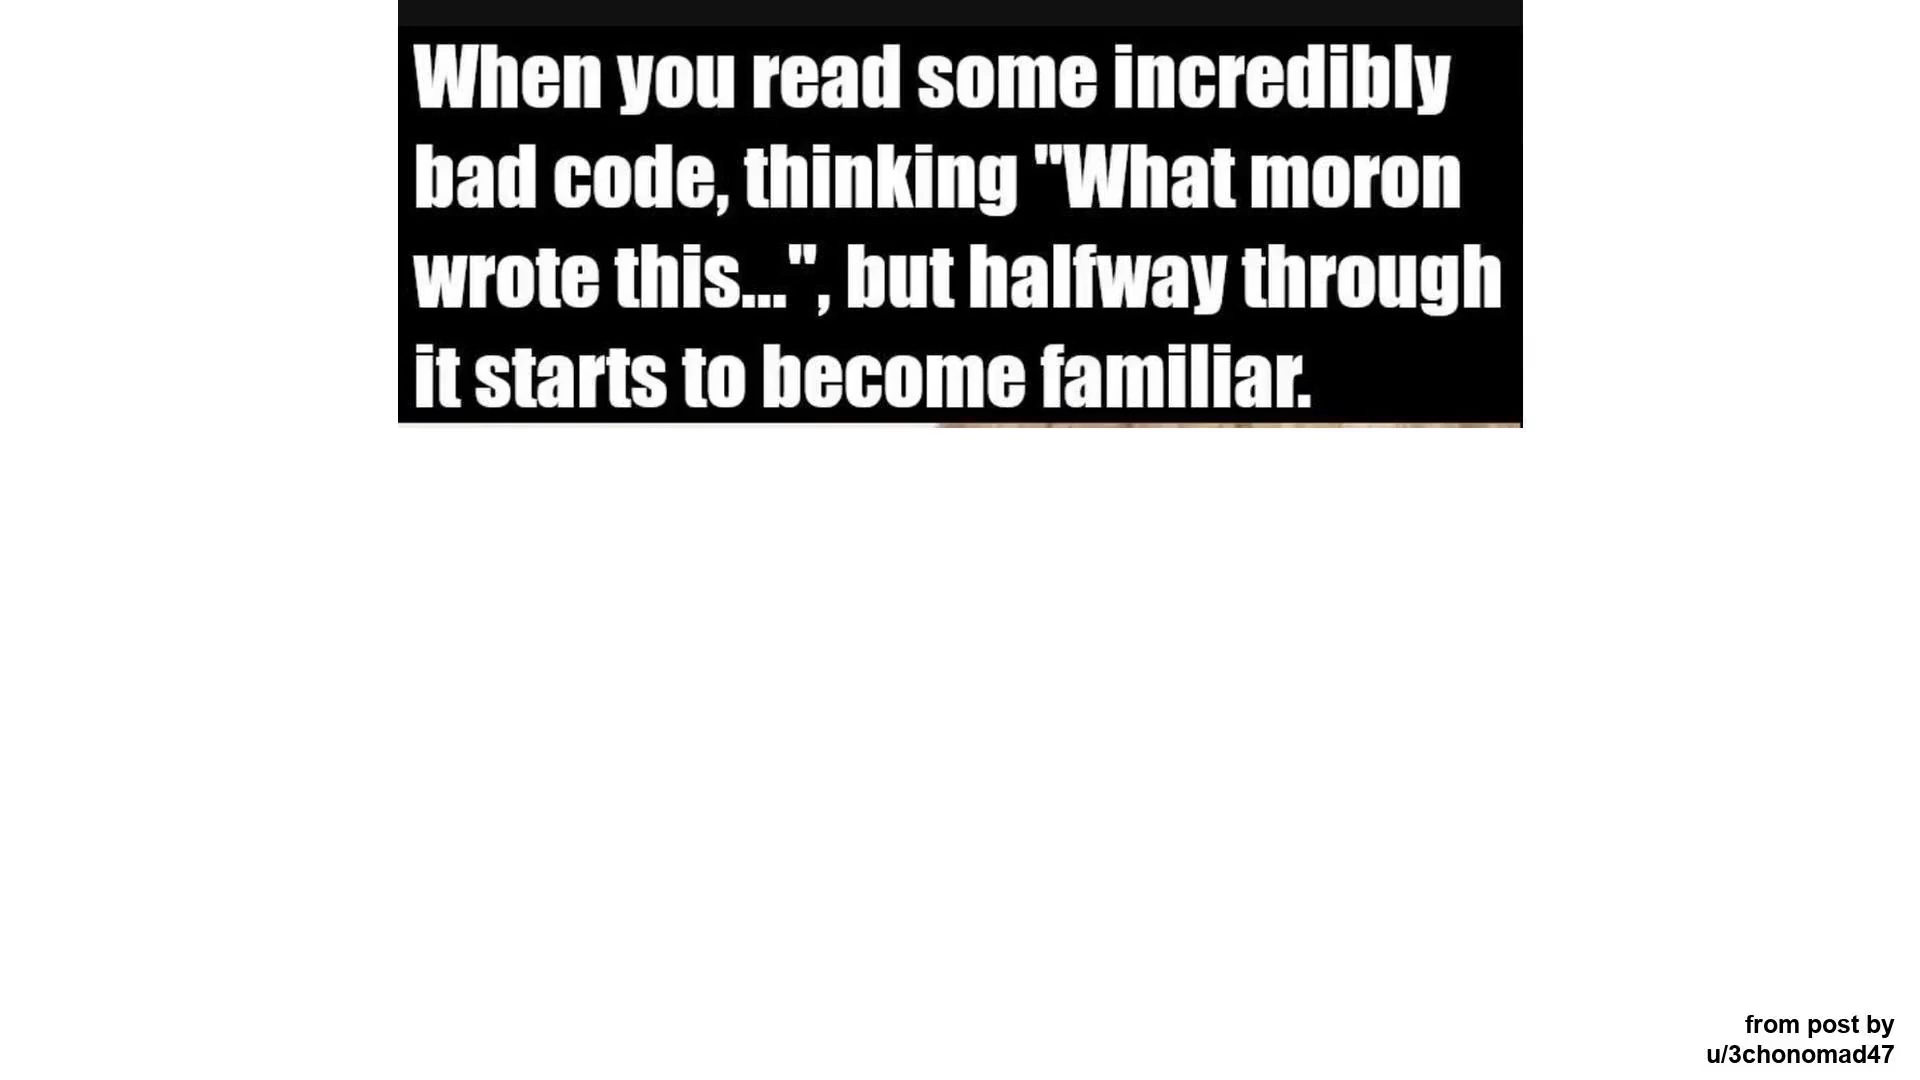 When you read some incredibly
bad code, thinking "What moron
wrote this...", but halfway through
it starts to become familiar.
from post by
u/3chonomad47